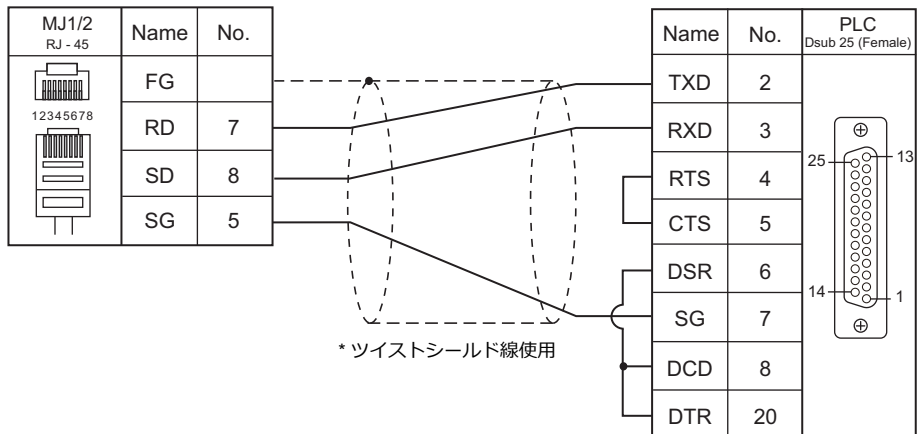 MJ1/2
RJ - 45
Name No.
FG
RD 7
SD 8
SG 5
12345678
* ツイストシールド線使用
Name No.
PLC
Dsub 25 (Female)
TXD 2
RXD 3
RTS 4
CTS 5
DSR 6
SG 7
DCD 8
DTR 20
25 13
14 1